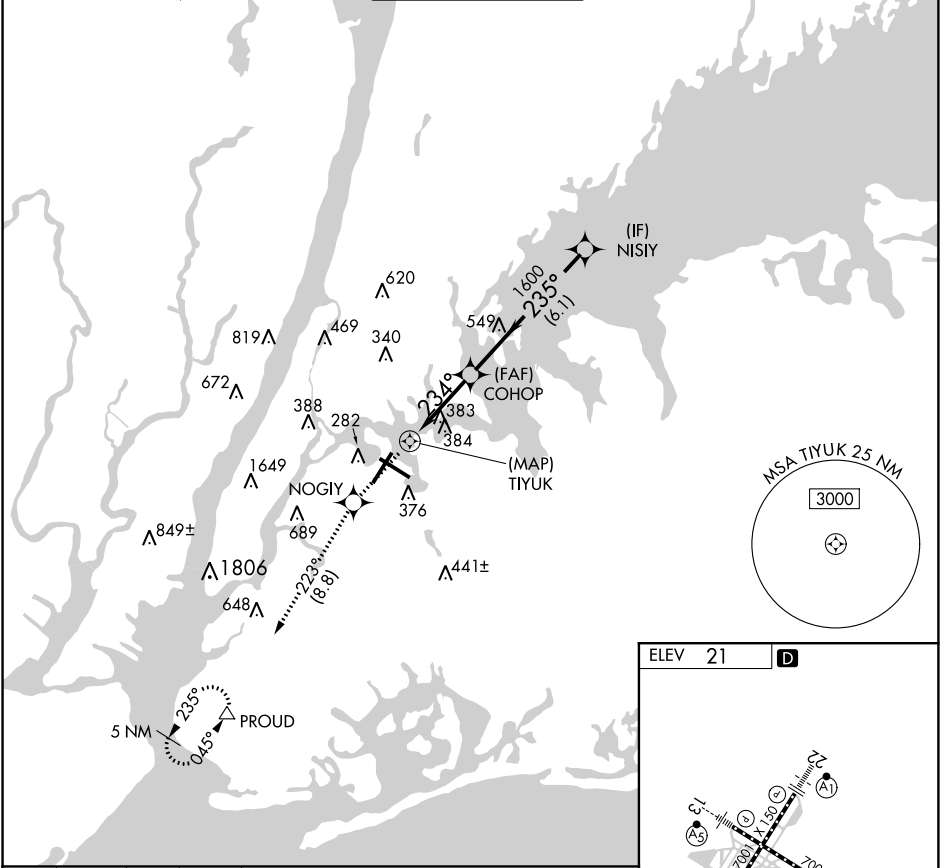 (IF)
NISIY
1600
235°
(6.1)
620
549
819
469
340
(FAF)
COHOP
672
234°
383
388
282
384
(MAP)
TIYUK
1649
NOGIY
MSA TIYUK 25 NM
3000
376
689
849±
1806
441±
223°
(8.8)
648
ELEV 21
D
235°
PROUD
5 NM
045°
22
A1
P
13
P
A5
7001 X 150
700